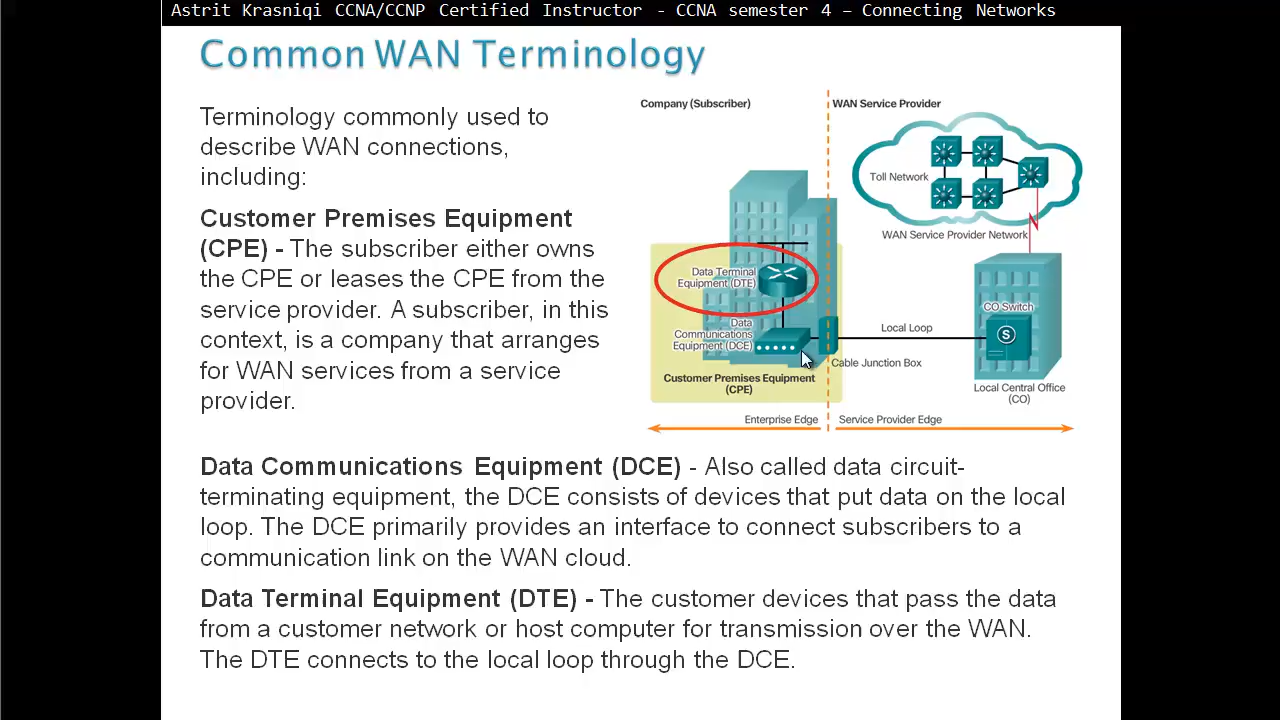 Astrit Krasniqi CCNA/CCNP Certified Instructor - CCNA semester 4 – Connecting Networks
Common WAN Terminology
Terminology commonly used to
describe WAN connections,
including:
Customer Premises Equipment
(CPE) - The subscriber either owns
the CPE or leases the CPE from the
service provider. A subscriber, in this
context, is a company that arranges
for WAN services from a service
provider.
Company (Subscriber)
WAN Service Provider
Toll Network
WAN Service Provider Network
Data Terminal
Equipment (DTE)
Data
Communications
Equipment (DCE)
CO Switch
S
Local Loop
Cable Junction Box
Customer Premises Equipment
(CPE)
Local Central Office
(CO)
Enterprise Edge
Service Provider Edge
Data Communications Equipment (DCE) - Also called data circuit-
terminating equipment, the DCE consists of devices that put data on the local
loop. The DCE primarily provides an interface to connect subscribers to a
communication link on the WAN cloud.
Data Terminal Equipment (DTE) - The customer devices that pass the data
from a customer network or host computer for transmission over the WAN.
The DTE connects to the local loop through the DCE.